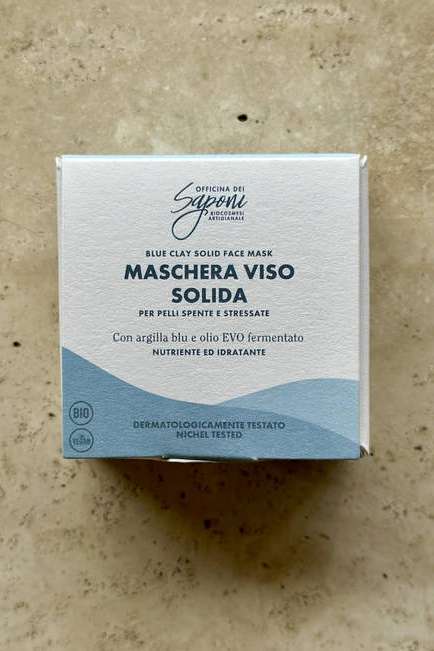 OFFICINA DEI
Saponi
BIOCOSMESI
ARTIGIANALE
BLUE CLAY SOLID FACE MASK
MASCHERA VISO
SOLIDA
PER PELLI SPENTE E STRESSATE
Con argilla blu e olio EVO fermentato
NUTRIENTE ED IDRATANTE
BIO
VEGAN
DERMATOLOGICAMENTE TESTATO
NICHEL TESTED